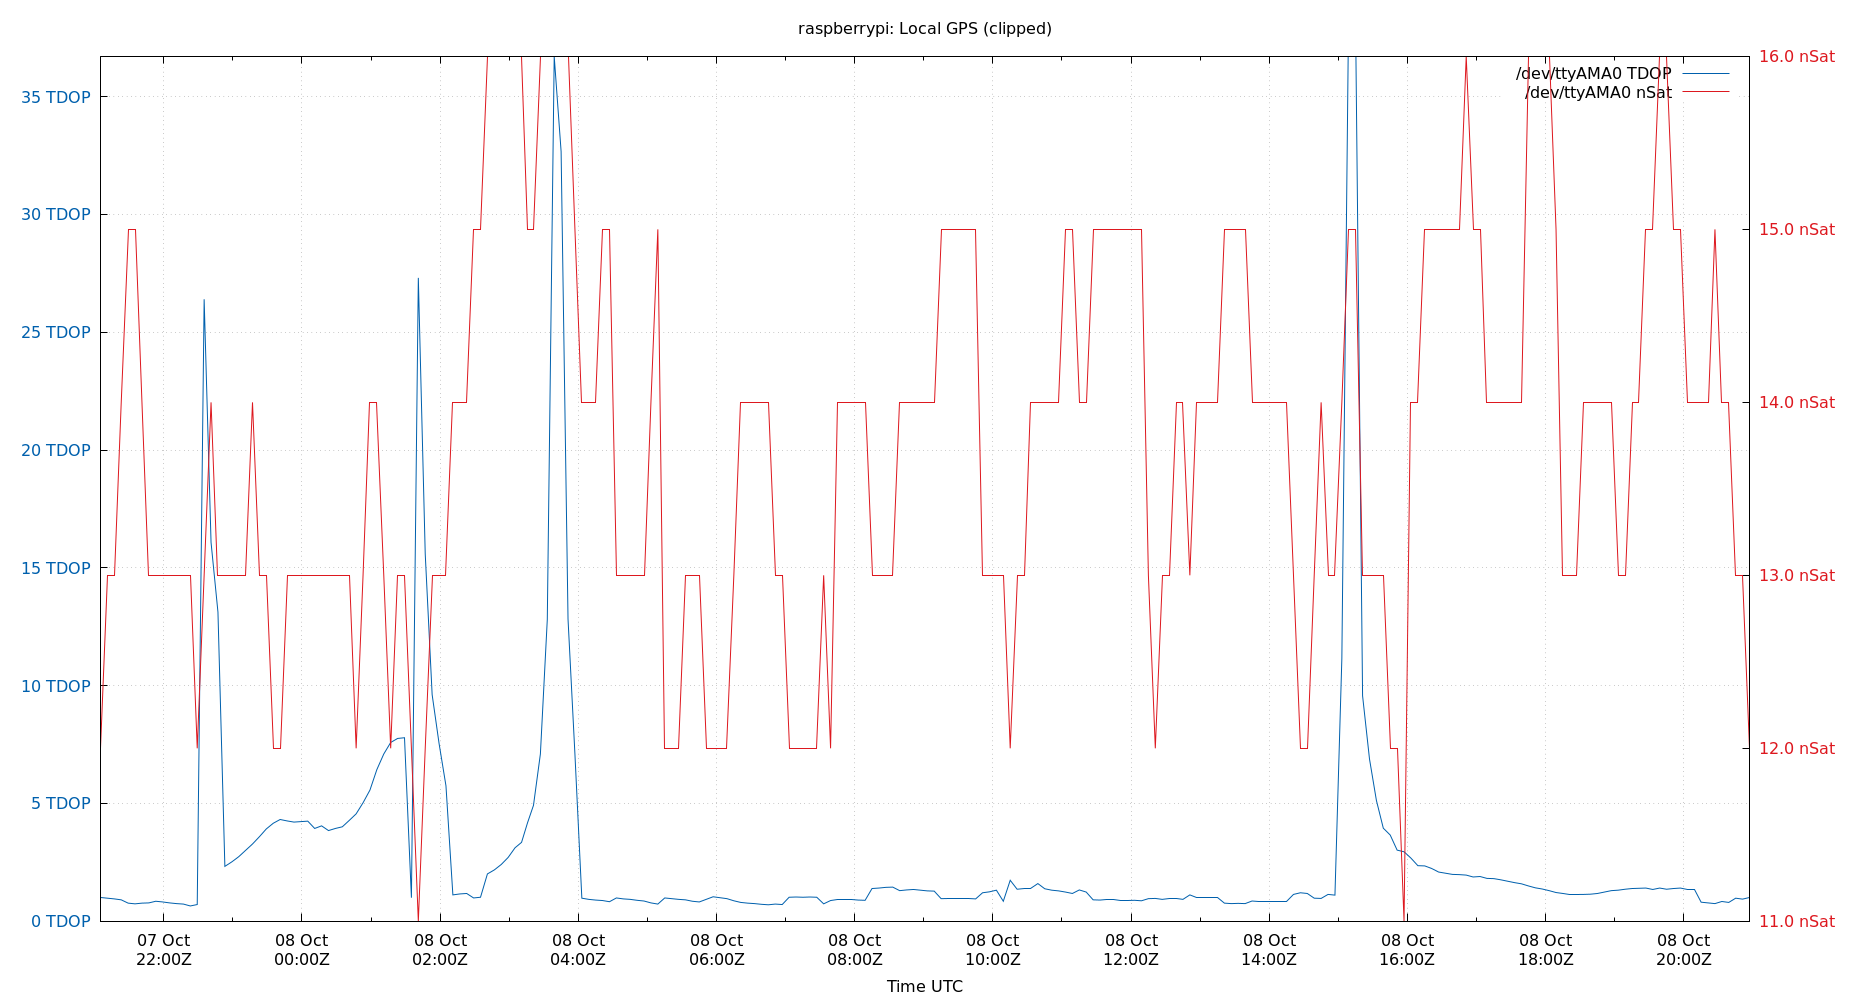 raspberrypi: Local GPS (clipped)
/dev/ttyAMA0 TDOP
/dev/ttyAMA0 nSat
35 TDOP
30 TDOP
25 TDOP
20 TDOP
15 TDOP
10 TDOP
5 TDOP
0 TDOP
16.0 nSat
15.0 nSat
14.0 nSat
13.0 nSat
12.0 nSat
11.0 nSat
07 Oct
22:00Z
08 Oct
00:00Z
08 Oct
02:00Z
08 Oct
04:00Z
08 Oct
06:00Z
08 Oct
08:00Z
08 Oct
10:00Z
08 Oct
12:00Z
08 Oct
14:00Z
08 Oct
16:00Z
08 Oct
18:00Z
08 Oct
20:00Z
Time UTC